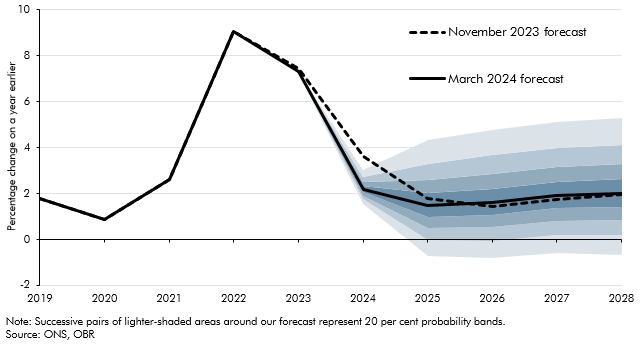 10
8
6
4
2
0
-2
Percentage change on a year earlier
November 2023 forecast
March 2024 forecast
2019 2020 2021 2022 2023 2024 2025 2026 2027 2028
Note: Successive pairs of lighter-shaded areas around our forecast represent 20 per cent probability bands.
Source: ONS, OBR